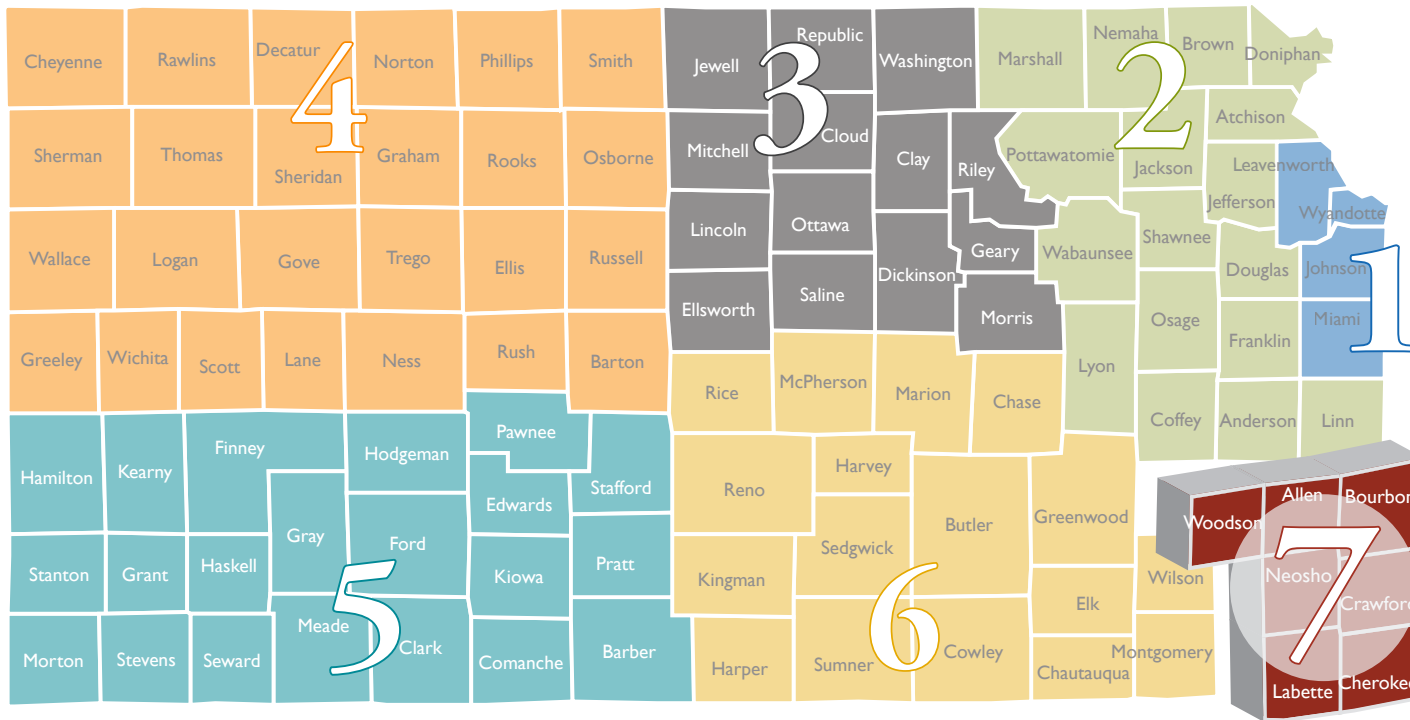 Cheyenne
Rawlins
Decatur
Norton
Phillips
Smith
Jewell
Republic
Washington
Marshall
Nemaha
Brown
Doniphan
4
3
2
Sherman
Thomas
Sheridan
Graham
Rooks
Osborne
Mitchell
Cloud
Clay
Riley
Pottawatomie
Jackson
Atchison
Leavenworth
Jefferson
Wyandotte
Wallace
Logan
Gove
Trego
Ellis
Russell
Lincoln
Ottawa
Dickinson
Geary
Wabaunsee
Shawnee
Douglas
Johnson
1
Ellsworth
Saline
Morris
Osage
Franklin
Miami
Greeley
Wichita
Scott
Lane
Ness
Rush
Barton
Rice
McPherson
Marion
Chase
Lyon
Coffey
Anderson
Linn
Hamilton
Kearny
Finney
Hodgeman
Pawnee
Edwards
Stafford
Reno
Harvey
Butler
Greenwood
Woodson
Allen
Bourbon
Stanton
Grant
Haskell
Gray
Ford
Kiowa
Pratt
Kingman
Sedgwick
Elk
Wilson
Neosho
Crawford
7
5
6
Morton
Stevens
Seward
Meade
Clark
Comanche
Barber
Harper
Sumner
Cowley
Chautauqua
Montgomery
Labette
Cherokee